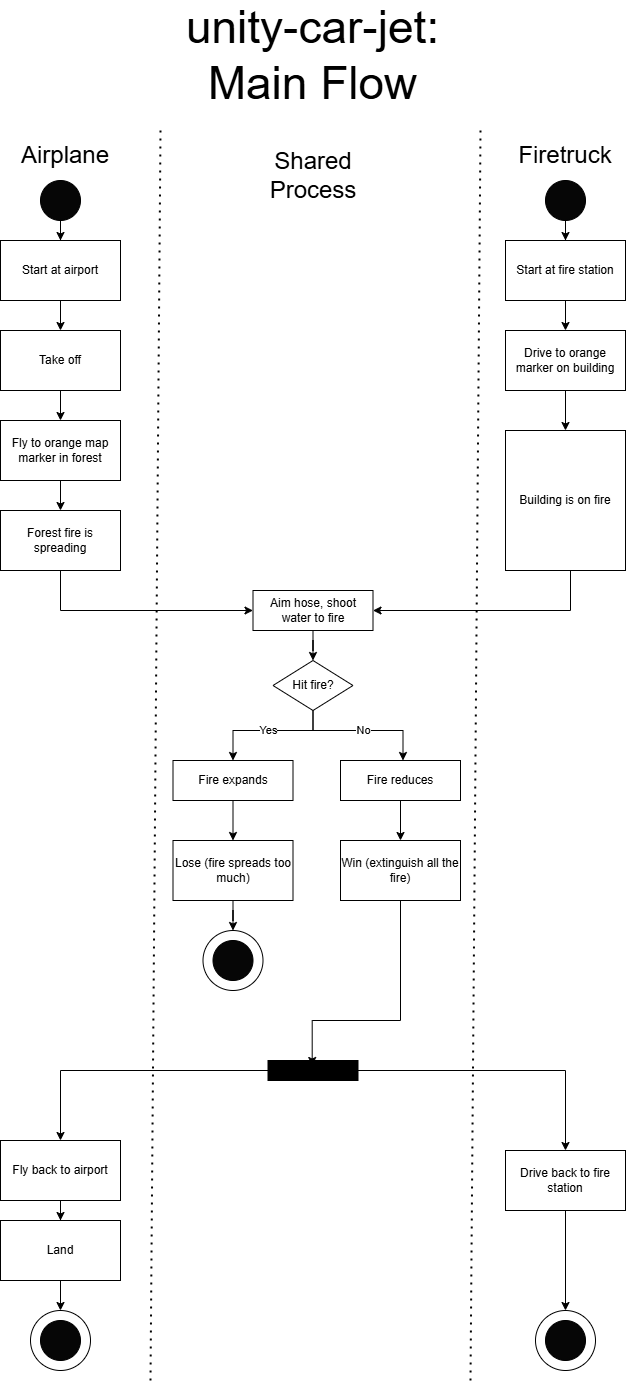 unity-car-jet:
Main Flow
Airplane
Shared
Process
Firetruck
Start at airport
Start at fire station
Take off
Drive to orange
marker on building
Fly to orange map
marker in forest
Building is on fire
Forest fire is
spreading
Aim hose, shoot
water to fire
Hit fire?
Yes
No
Fire expands
Fire reduces
Lose (fire spreads too
much)
Win (extinguish all the
fire)
Fly back to airport
Drive back to fire
station
Land